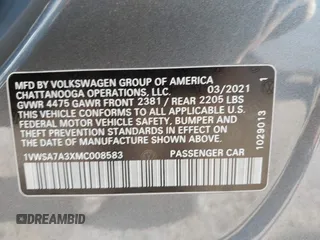 MFD BY VOLKSWAGEN GROUP OF AMERICA
CHATTANOOGA OPERATIONS, LLC. 03/2021 1
GVWR 4475 GAWR FRONT 2381 / REAR 2205 LBS
THIS VEHICLE CONFORMS TO ALL APPLICABLE
U.S. FEDERAL MOTOR VEHICLE SAFETY, BUMPER AND
THEFT PREVENTION STANDARDS IN EFFECT ON THE
DATE OF MANUFACTURE SHOWN ABOVE.
1VWSA7A3XMC008583 PASSENGER CAR
1029013